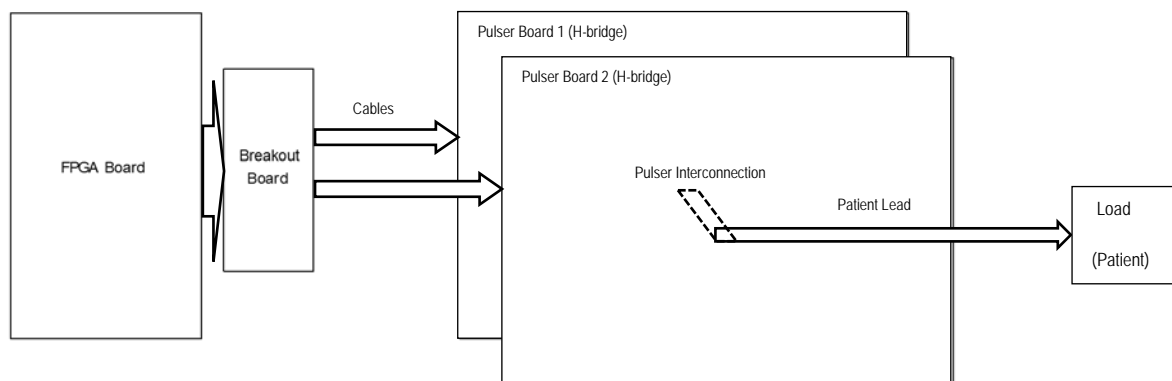 Pulser Board 1 (H-bridge)
Pulser Board 2 (H-bridge)
Cables
FPGA Board
Breakout
Board
Pulser Interconnection
Patient Lead
Load
(Patient)